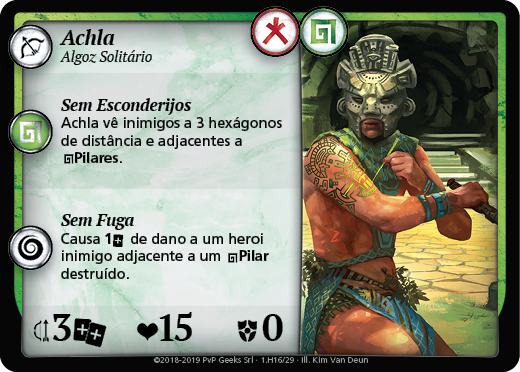 Achla
Algoz Solitário
Sem Esconderijos
Achla vê inimigos a 3 hexágonos
de distância e adjacentes a
Pilares.
Sem Fuga
Causa 1 de dano a um heroi
inimigo adjacente a um Pilar
destruído.
3 15 0
©2018-2019 PvP Geeks Srl · 1.H16/29 · Ill. Kim Van Deun